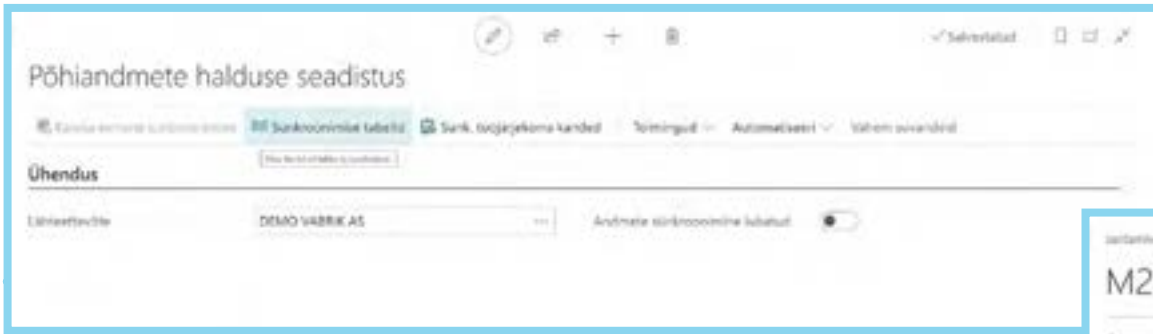 Salvestatud
Põhiandmete halduse seadistus
Sünkroonimise tabelid Sünk. tööjärjekorra kanded Toimingud Automatiseeri Vähem suvandeid
Ühendus
Lähteettevõte DEMO VABRIK AS Andmete sünkroonimine lubatud
M2